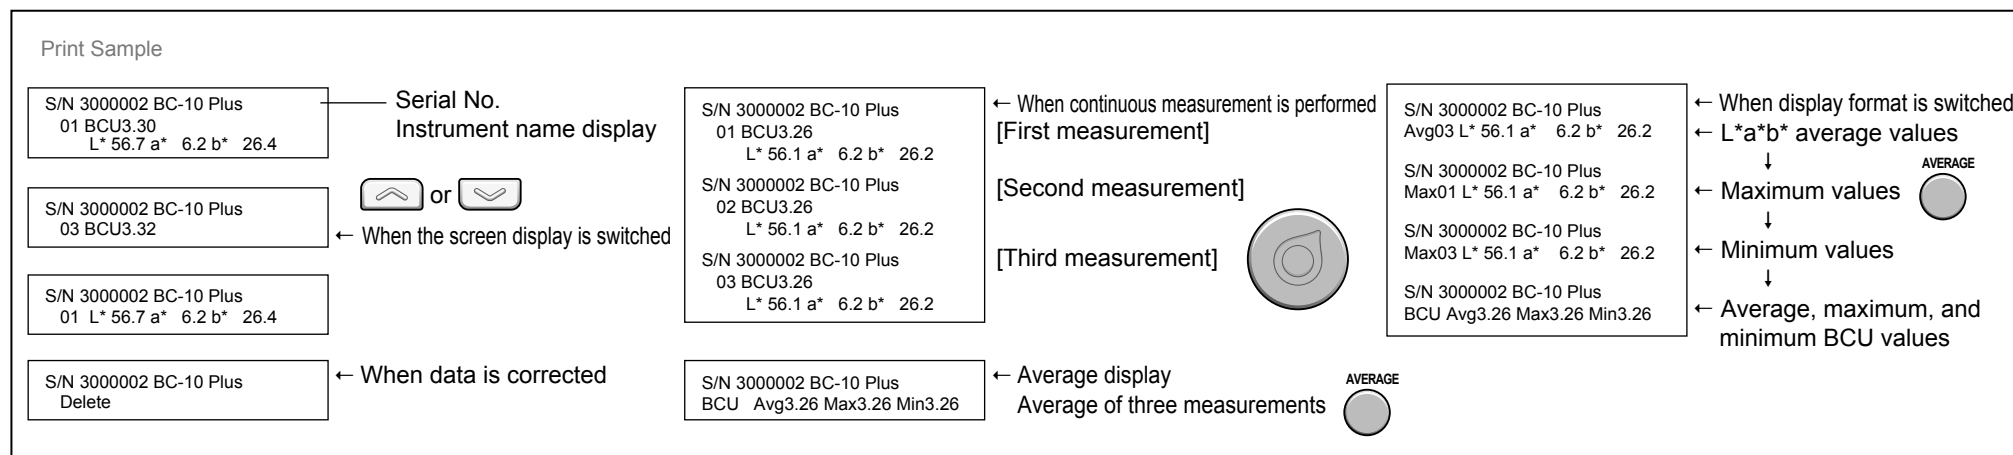 Print Sample
S/N 3000002 BC-10 Plus
01 BCU3.30
L* 56.7 a* 6.2 b* 26.4
Serial No.
Instrument name display
S/N 3000002 BC-10 Plus
03 BCU3.32
or
← When the screen display is switched
S/N 3000002 BC-10 Plus
01 L* 56.7 a* 6.2 b* 26.4
S/N 3000002 BC-10 Plus
Delete
← When data is corrected
S/N 3000002 BC-10 Plus
01 BCU3.26
L* 56.1 a* 6.2 b* 26.2
S/N 3000002 BC-10 Plus
02 BCU3.26
L* 56.1 a* 6.2 b* 26.2
S/N 3000002 BC-10 Plus
03 BCU3.26
L* 56.1 a* 6.2 b* 26.2
← When continuous measurement is performed
[First measurement]
[Second measurement]
[Third measurement]
S/N 3000002 BC-10 Plus
BCU Avg3.26 Max3.26 Min3.26
← Average display
Average of three measurements
AVERAGE
S/N 3000002 BC-10 Plus
Avg03 L* 56.1 a* 6.2 b* 26.2
S/N 3000002 BC-10 Plus
Max01 L* 56.1 a* 6.2 b* 26.2
S/N 3000002 BC-10 Plus
Max03 L* 56.1 a* 6.2 b* 26.2
S/N 3000002 BC-10 Plus
BCU Avg3.26 Max3.26 Min3.26
← When display format is switched
← L*a*b* average values
↓
← Maximum values
↓
← Minimum values
↓
← Average, maximum, and
minimum BCU values
AVERAGE